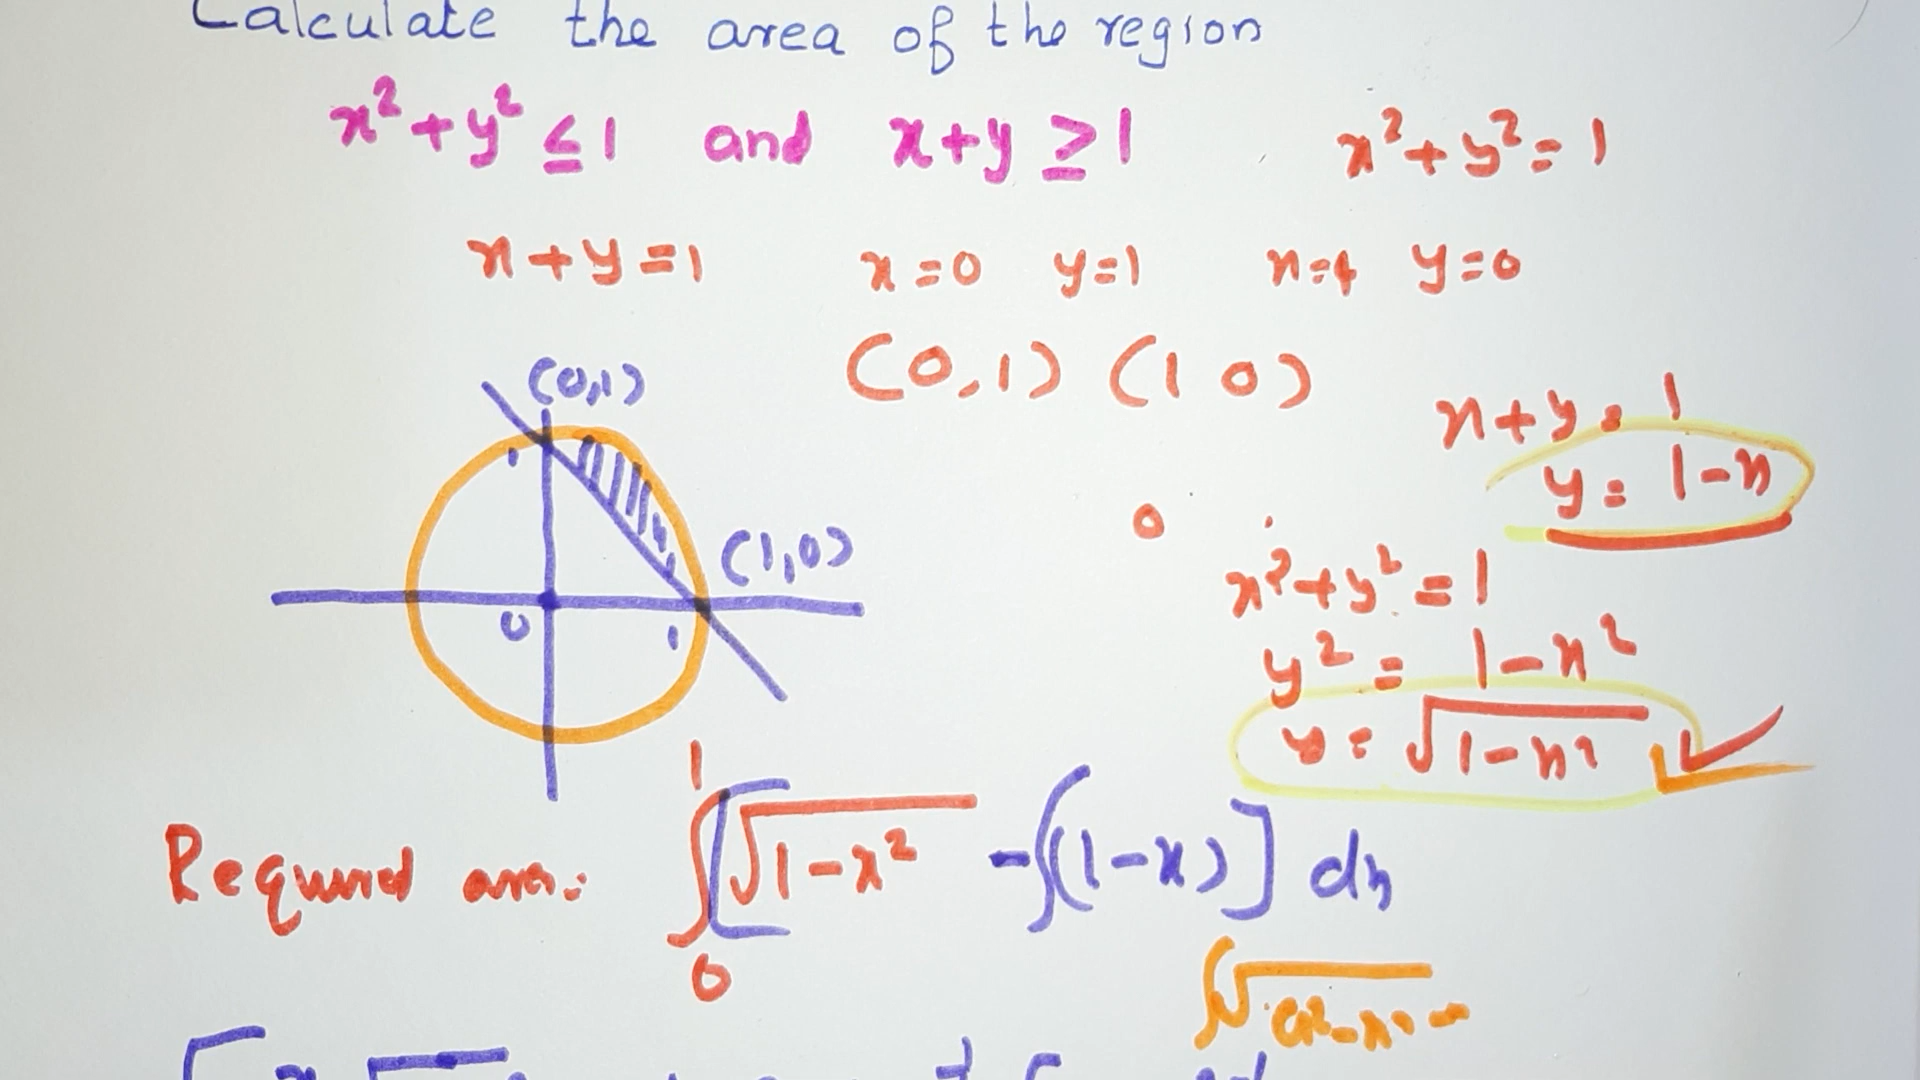 Calculate the area of the region
x² + y² ≤ 1 and x + y ≥ 1
x² + y² = 1
x + y = 1 x = 0 y = 1 x = 1 y = 0
(0,1) (1 0)
(0,1)
x + y = 1
y = 1 - x
1
(1,0)
0
x² + y² = 1
0 1
y² = 1 - x²
y = √1 - x²
Required area = ∫₀¹ [√1 - x² - ∫(1 - x)] dx